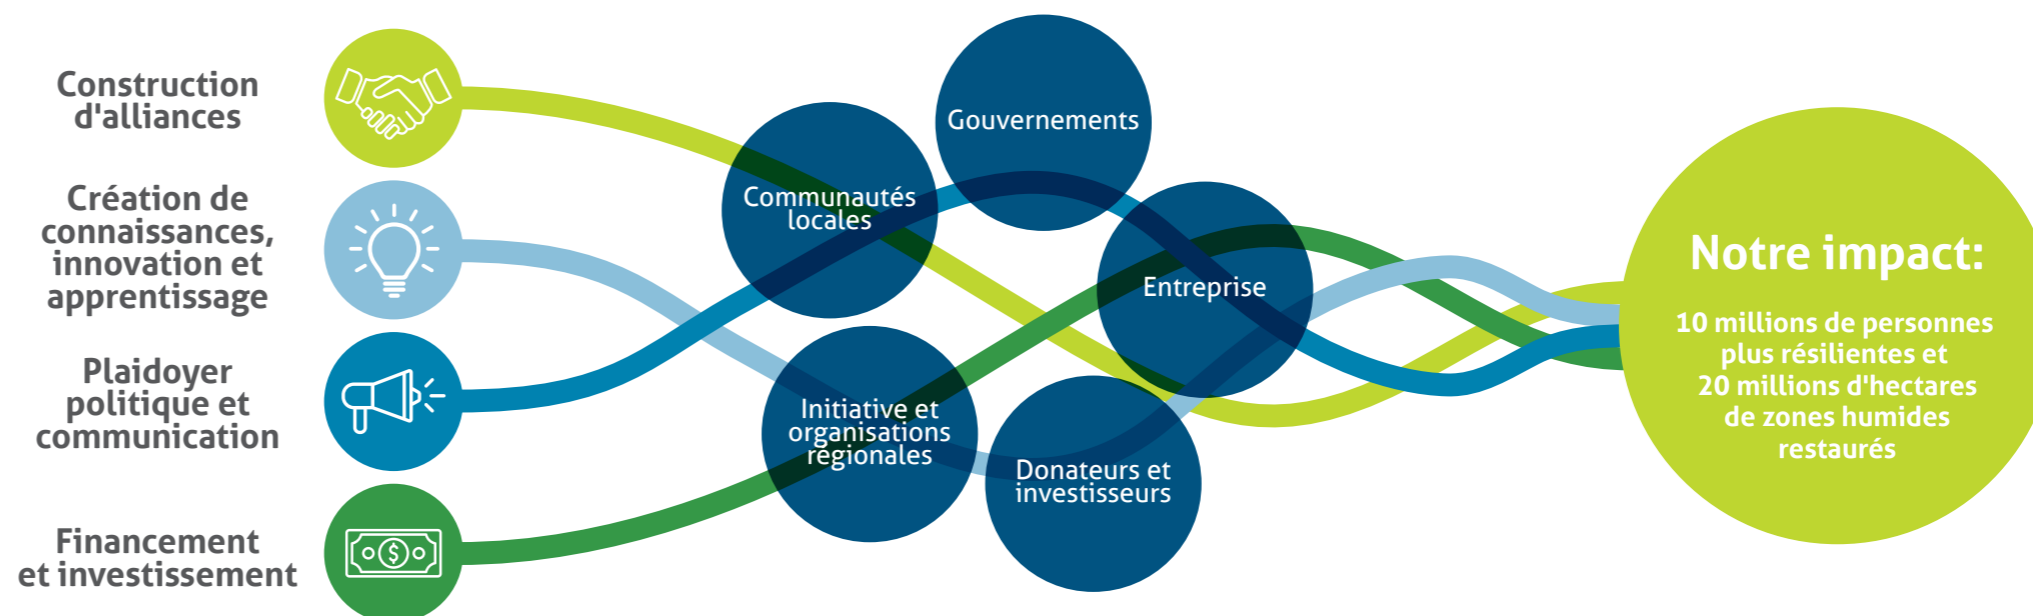 Construction
d'alliances
Création de
connaissances,
innovation et
apprentissage
Plaidoyer
politique et
communication
Financement
et investissement
$
Communautés
locales
Gouvernements
Entreprise
Initiative et
organisations
régionales
Donateurs et
investisseurs
Notre impact:
10 millions de personnes
plus résilientes et
20 millions d'hectares
de zones humides
restaurés